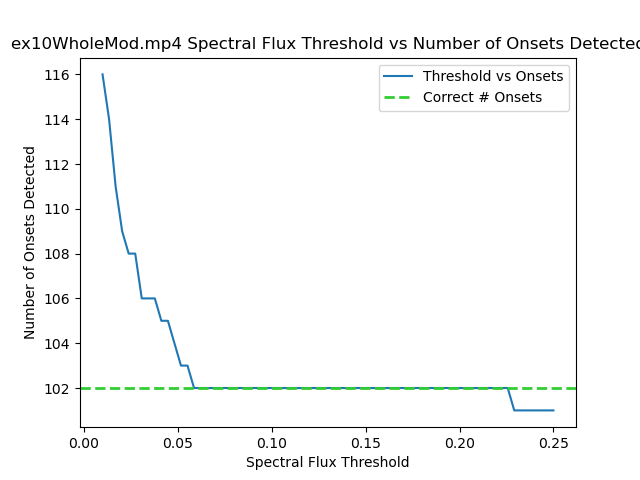 ex10WholeMod.mp4 Spectral Flux Threshold vs Number of Onsets Detected
Threshold vs Onsets
Correct # Onsets
116
114
112
110
108
106
104
102
Number of Onsets Detected
0.00 0.05 0.10 0.15 0.20 0.25
Spectral Flux Threshold